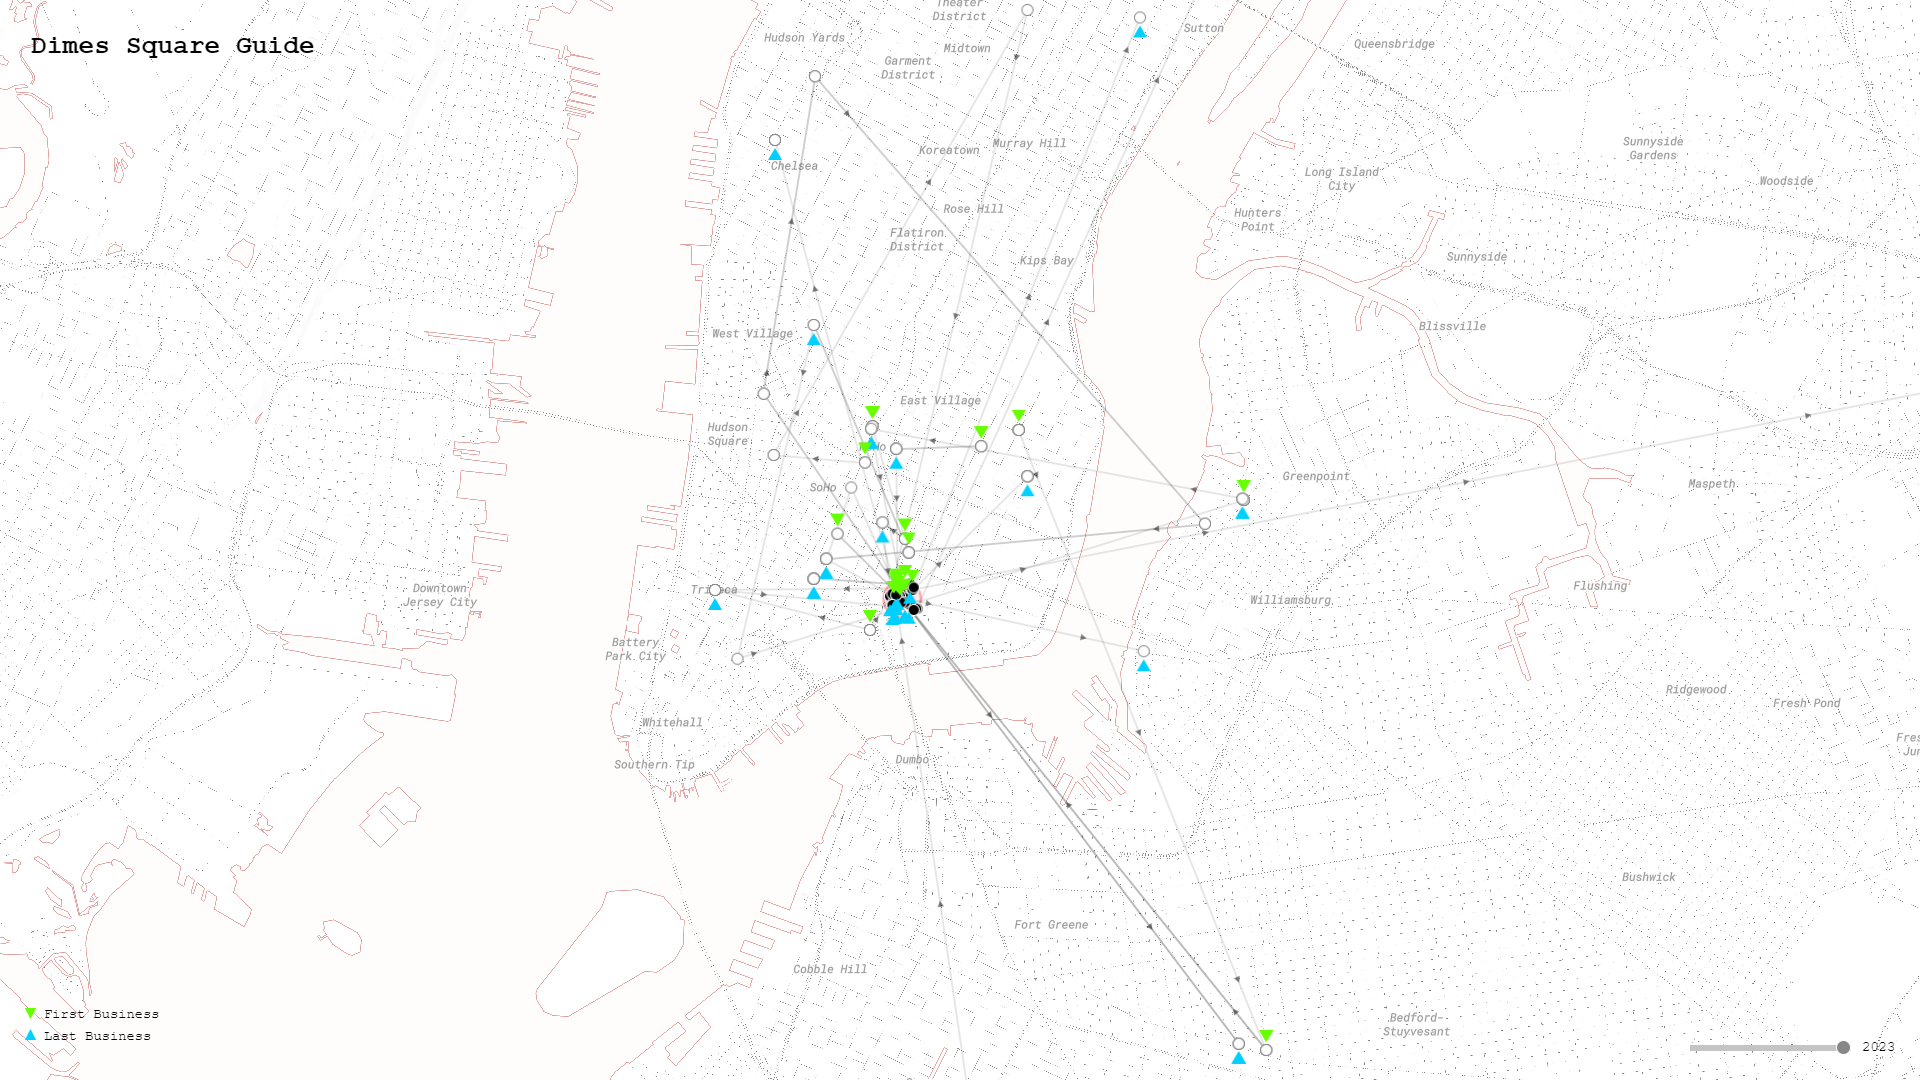 Dimes Square Guide
Theater
District
Hudson Yards
Midtown
Garment
District
Sutton
Queensbridge
Koreatown
Murray Hill
Chelsea
Sunnyside
Gardens
Long Island
City
Woodside
Rose Hill
Hunters
Point
Flatiron
District
Kips Bay
Sunnyside
West Village
Blissville
East Village
Hudson
Square
SoHo
Greenpoint
Maspeth
Downtown
Jersey City
Flushing
Williamsburg
Battery
Park City
Ridgewood
Fresh Pond
Whitehall
Southern Tip
Dumbo
Bushwick
Fort Greene
Cobble Hill
Bedford-
Stuyvesant
First Business
Last Business
2023